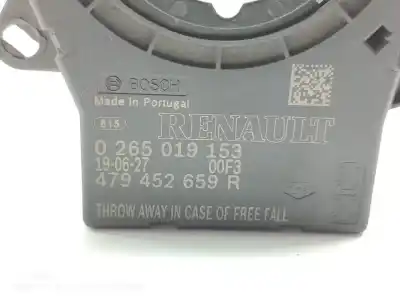 BOSCH
Made in Portugal
615
RENAULT
0 265 019 153
19-06-27 00F3
479 452 659 R
THROW AWAY IN CASE OF FREE FALL